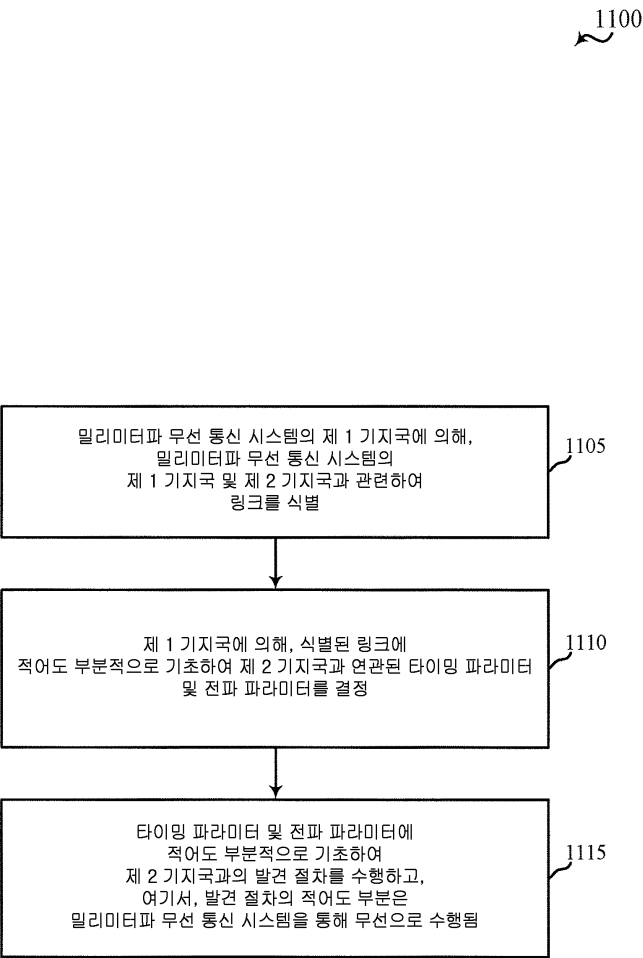 1100
밀리미터파 무선 통신 시스템의 제 1 기지국에 의해,
밀리미터파 무선 통신 시스템의
제 1 기지국 및 제 2 기지국과 관련하여
링크를 식별
1105
제 1 기지국에 의해, 식별된 링크에
적어도 부분적으로 기초하여 제 2 기지국과 연관된 타이밍 파라미터
및 전파 파라미터를 결정
1110
타이밍 파라미터 및 전파 파라미터에
적어도 부분적으로 기초하여
제 2 기지국과의 발견 절차를 수행하고,
여기서, 발견 절차의 적어도 부분은
밀리미터파 무선 통신 시스템을 통해 무선으로 수행됨
1115